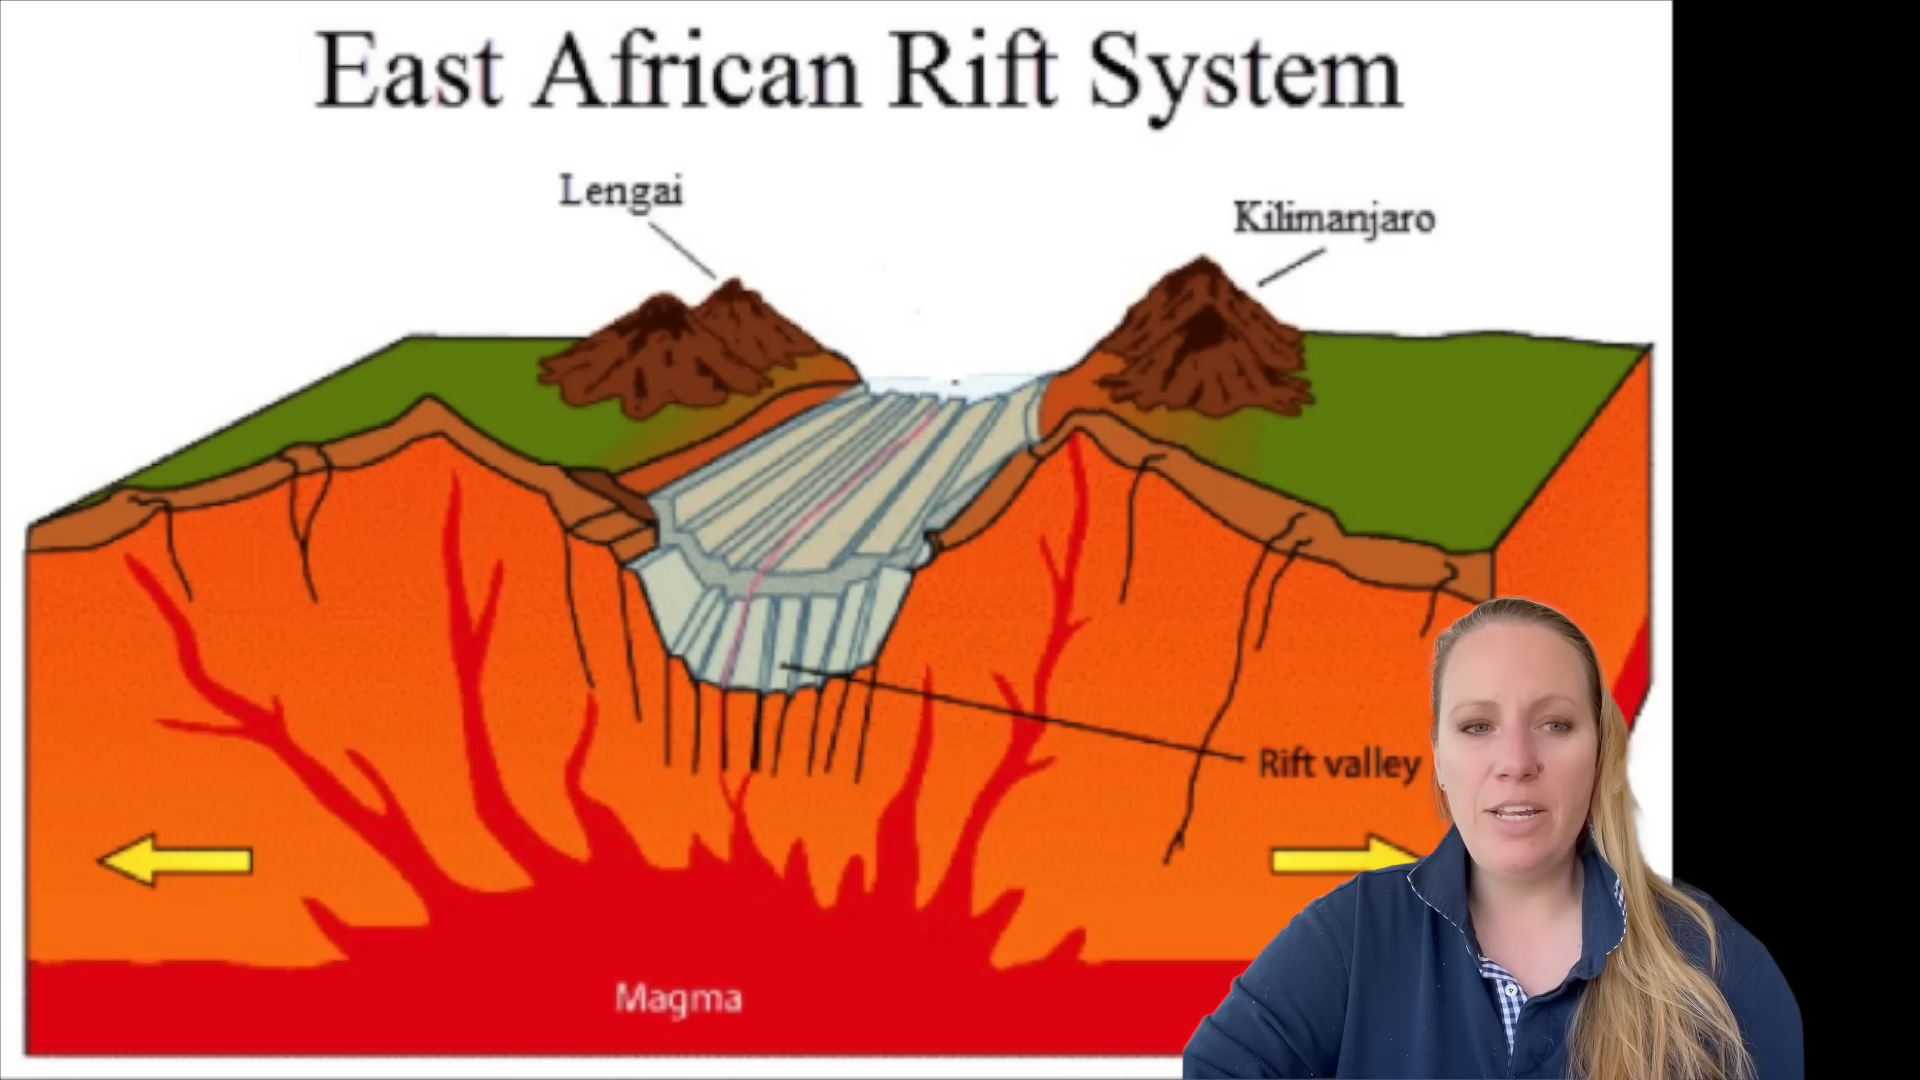 East African Rift System
Lengai
Kilimanjaro
Rift valley
Magma